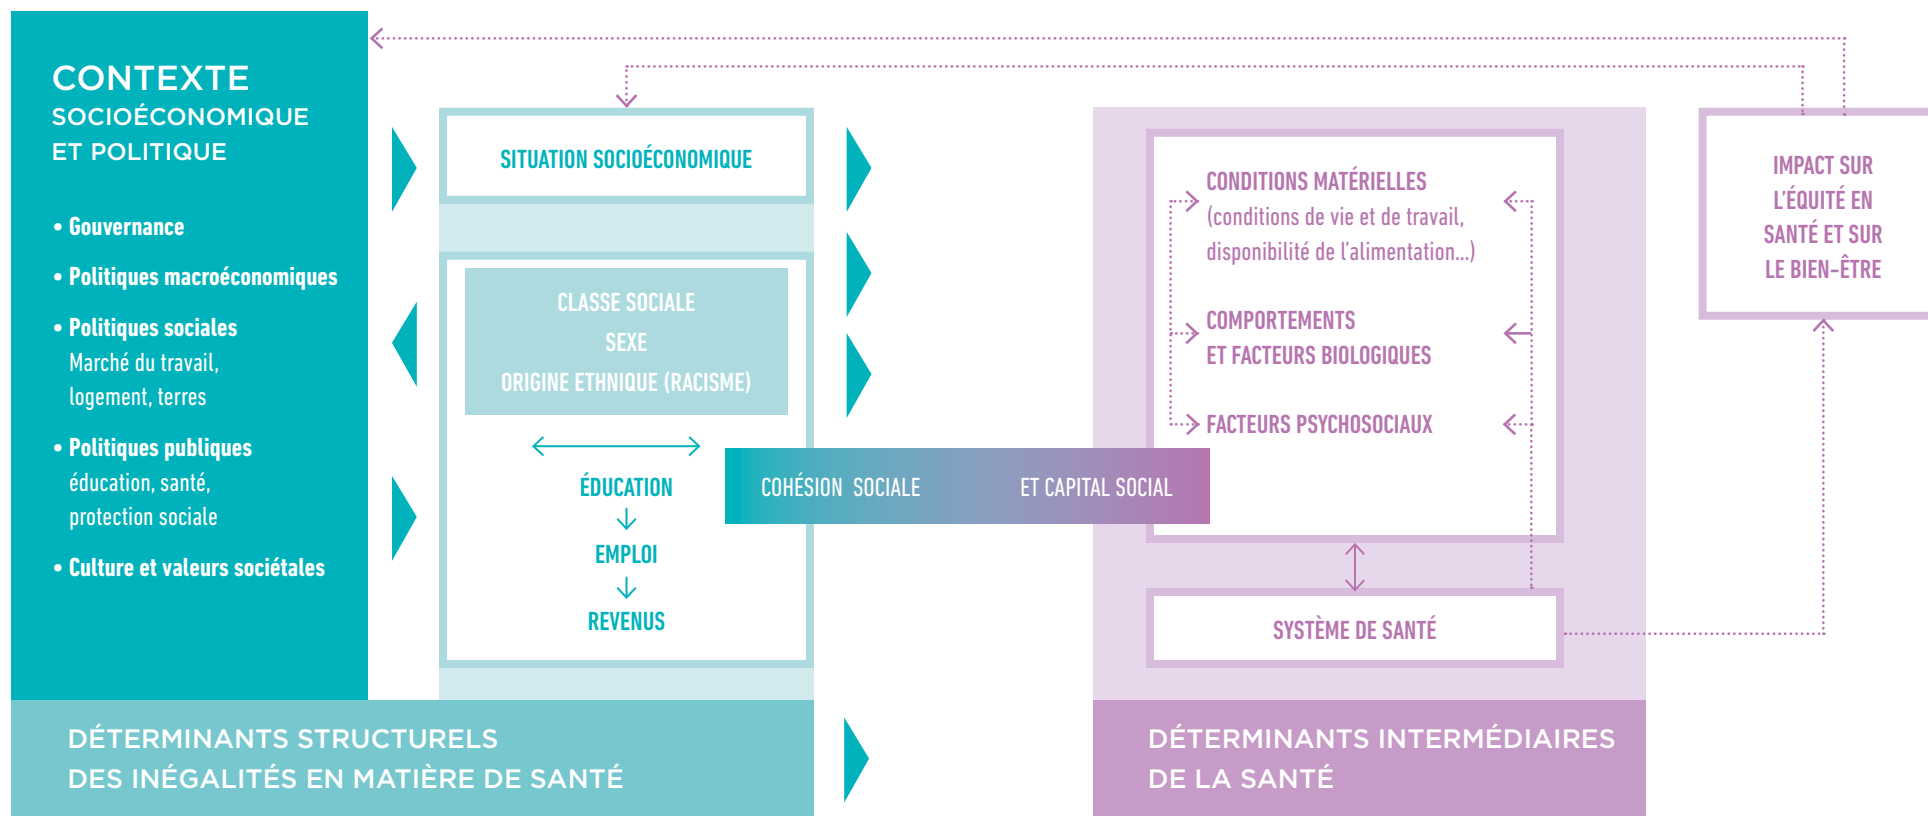 CONTEXTE
SOCIOÉCONOMIQUE
ET POLITIQUE
• Gouvernance
• Politiques macroéconomiques
• Politiques sociales
Marché du travail,
logement, terres
• Politiques publiques
éducation, santé,
protection sociale
• Culture et valeurs sociétales
SITUATION SOCIOÉCONOMIQUE
CLASSE SOCIALE
SEXE
ORIGINE ETHNIQUE (RACISME)
ÉDUCATION
EMPLOI
REVENUS
COHÉSION SOCIALE ET CAPITAL SOCIAL
CONDITIONS MATÉRIELLES
(conditions de vie et de travail,
disponibilité de l'alimentation...)
COMPORTEMENTS
ET FACTEURS BIOLOGIQUES
FACTEURS PSYCHOSOCIAUX
SYSTÈME DE SANTÉ
IMPACT SUR
L'ÉQUITÉ EN
SANTÉ ET SUR
LE BIEN-ÊTRE
DÉTERMINANTS STRUCTURELS
DES INÉGALITÉS EN MATIÈRE DE SANTÉ
DÉTERMINANTS INTERMÉDIAIRES
DE LA SANTÉ